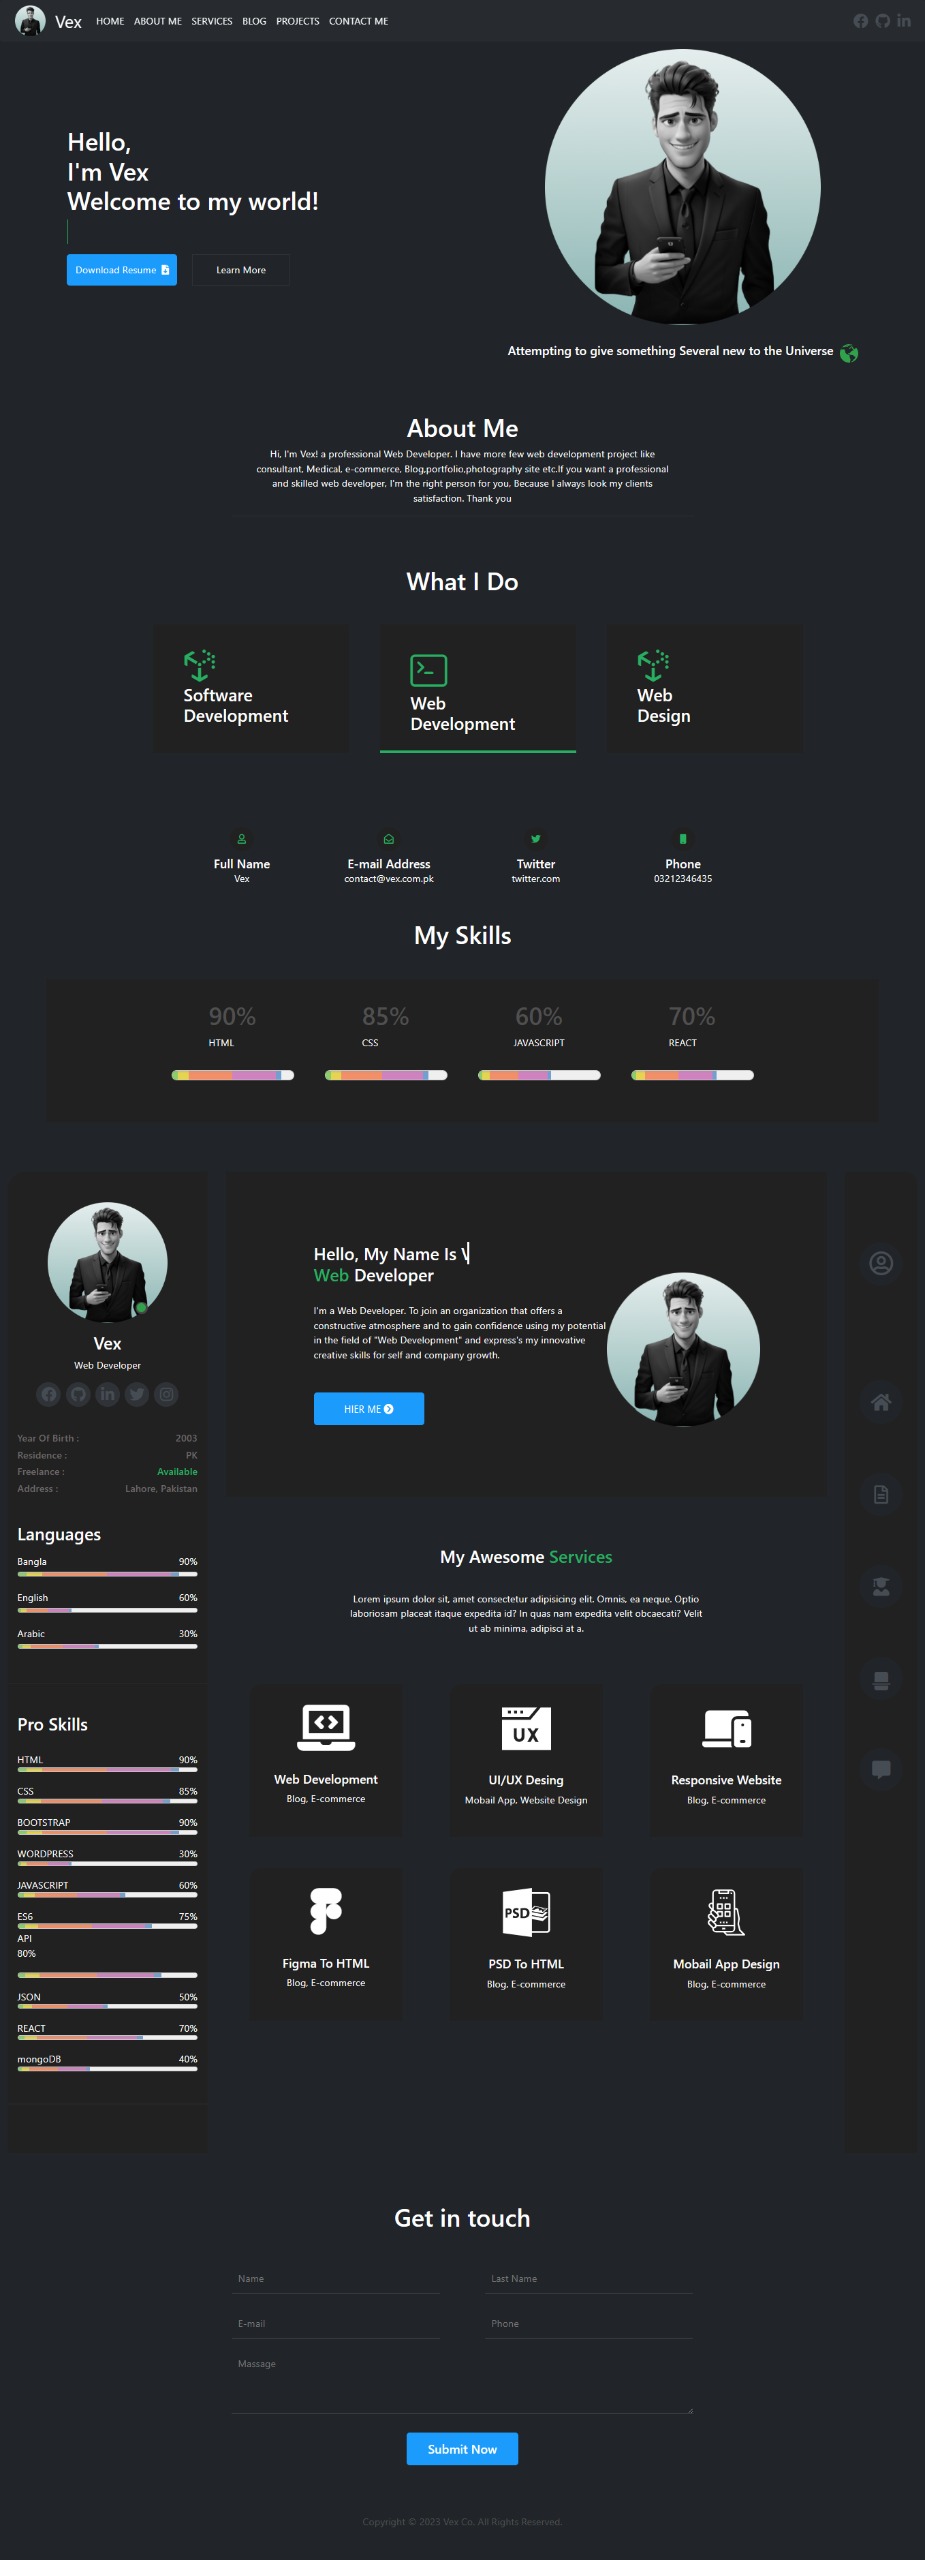 Vex
HOME ABOUT ME SERVICES BLOG PROJECTS CONTACT ME
Hello,
I'm Vex
Welcome to my world!
Download Resume
Learn More
Attempting to give something Several new to the Universe
About Me
Hi, I'm Vex! a professional Web Developer. I have more few web development project like
consultant, Medical, e-commerce, Blog,portfolio,photography site etc.If you want a professional
and skilled web developer, I'm the right person for you, Because I always look my clients
satisfaction, Thank you
What I Do
Software
Development
Web
Development
Web
Design
Full Name
Vex
E-mail Address
contact@vex.com.pk
Twitter
twitter.com
Phone
03212346435
My Skills
90%
HTML
85%
CSS
60%
JAVASCRIPT
70%
REACT
Vex
Web Developer
Year Of Birth : 2003
Residence : PK
Freelance : Available
Address : Lahore, Pakistan
Languages
Bangla 90%
English 60%
Arabic 30%
Pro Skills
HTML 90%
CSS 85%
BOOTSTRAP 90%
WORDPRESS 30%
JAVASCRIPT 60%
ES6 75%
API
80%
JSON 50%
REACT 70%
mongoDB 40%
Hello, My Name Is
Web Developer
I'm a Web Developer. To join an organization that offers a
constructive atmosphere and to gain confidence using my potential
in the field of "Web Development" and express's my innovative
creative skills for self and company growth.
HIER ME
My Awesome Services
Lorem ipsum dolor sit, amet consectetur adipisicing elit. Omnis, ea neque. Optio
laboriosam placeat itaque expedita id? In quas nam expedita velit obcaecati? Velit
ut ab minima, adipisci at a.
Web Development
Blog, E-commerce
UX
UI/UX Desing
Mobail App, Website Design
Responsive Website
Blog, E-commerce
Figma To HTML
Blog, E-commerce
PSD
PSD To HTML
Blog, E-commerce
Mobail App Design
Blog, E-commerce
Get in touch
Name
Last Name
E-mail
Phone
Massage
Submit Now
Copyright © 2023 Vex Co. All Rights Reserved.